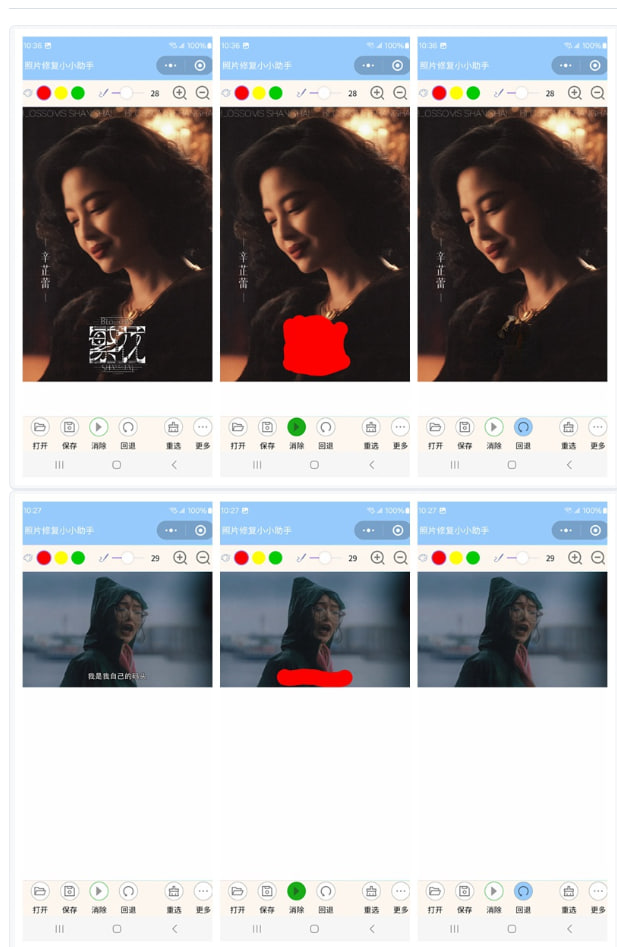 10:36 100% 10:36 100% 10:36 100%
照片修复小小助手 照片修复小小助手 照片修复小小助手
28 28 28
LOSSOMS SHANGHAI
辛芷蕾 辛芷蕾 辛芷蕾
繁花
打开 保存 消除 回退 重选 更多 打开 保存 消除 回退 重选 更多 打开 保存 消除 回退 重选 更多
10:27 100% 10:27 100% 10:27 100%
照片修复小小助手 照片修复小小助手 照片修复小小助手
29 29 29
我是我自己的码头
打开 保存 消除 回退 重选 更多 打开 保存 消除 回退 重选 更多 打开 保存 消除 回退 重选 更多